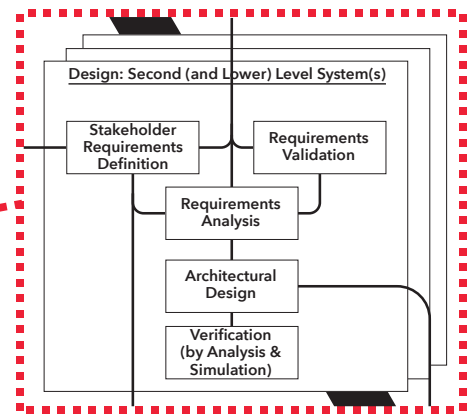 Design: Second (and Lower) Level System(s)
Stakeholder
Requirements
Definition
Requirements
Validation
Requirements
Analysis
Architectural
Design
Verification
(by Analysis &
Simulation)